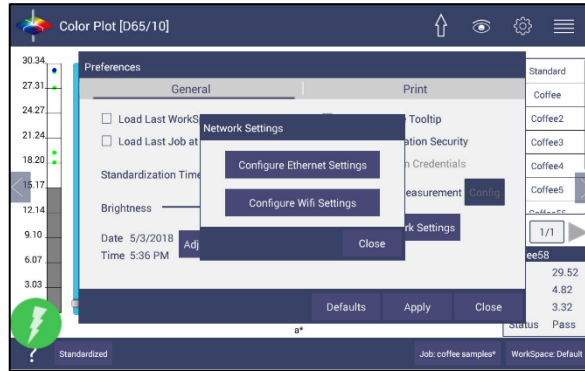 Color Plot [D65/10]
30.34
27.31
24.27
21.24
18.20
15.17
12.14
9.10
6.07
3.03
Preferences
General
Print
Load Last WorkS
Tooltip
Load Last Job at
ation Security
Standardization Time
n Credentials
easurement
Config
Brightness
rk Settings
Date 5/3/2018
Time 5:36 PM
Adj
Defaults
Apply
Close
Network Settings
Configure Ethernet Settings
Configure Wifi Settings
Close
Standard
Coffee
Coffee2
Coffee3
Coffee4
Coffee5
1/1
ee58
29.52
4.82
3.32
Status Pass
a*
?
Standardized
Job: coffee samples*
WorkSpace: Default